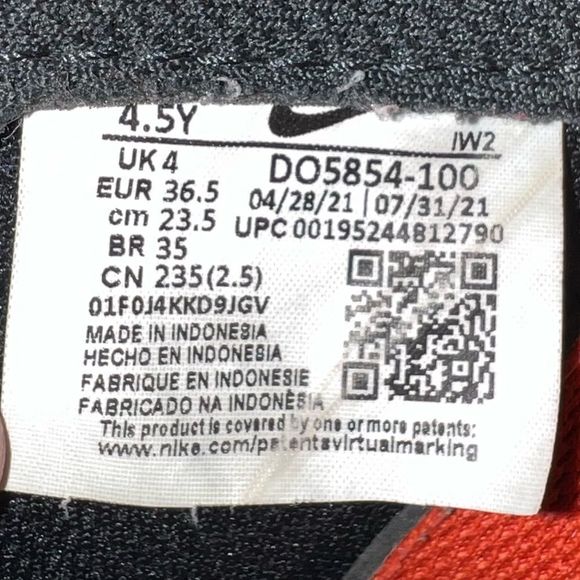 4.5Y
UK 4
EUR 36.5
cm 23.5
BR 35
CN 235(2.5)
01F0J4KKD9JGV
IW2
DO5854-100
04/28/21 | 07/31/21
UPC 00195244812790
MADE IN INDONESIA
HECHO EN INDONESIA
FABRIQUE EN INDONESIE
FABRICADO NA INDONÈSIA
This product is covered by one or more patents:
www.nike.com/patentsvirtualmarking